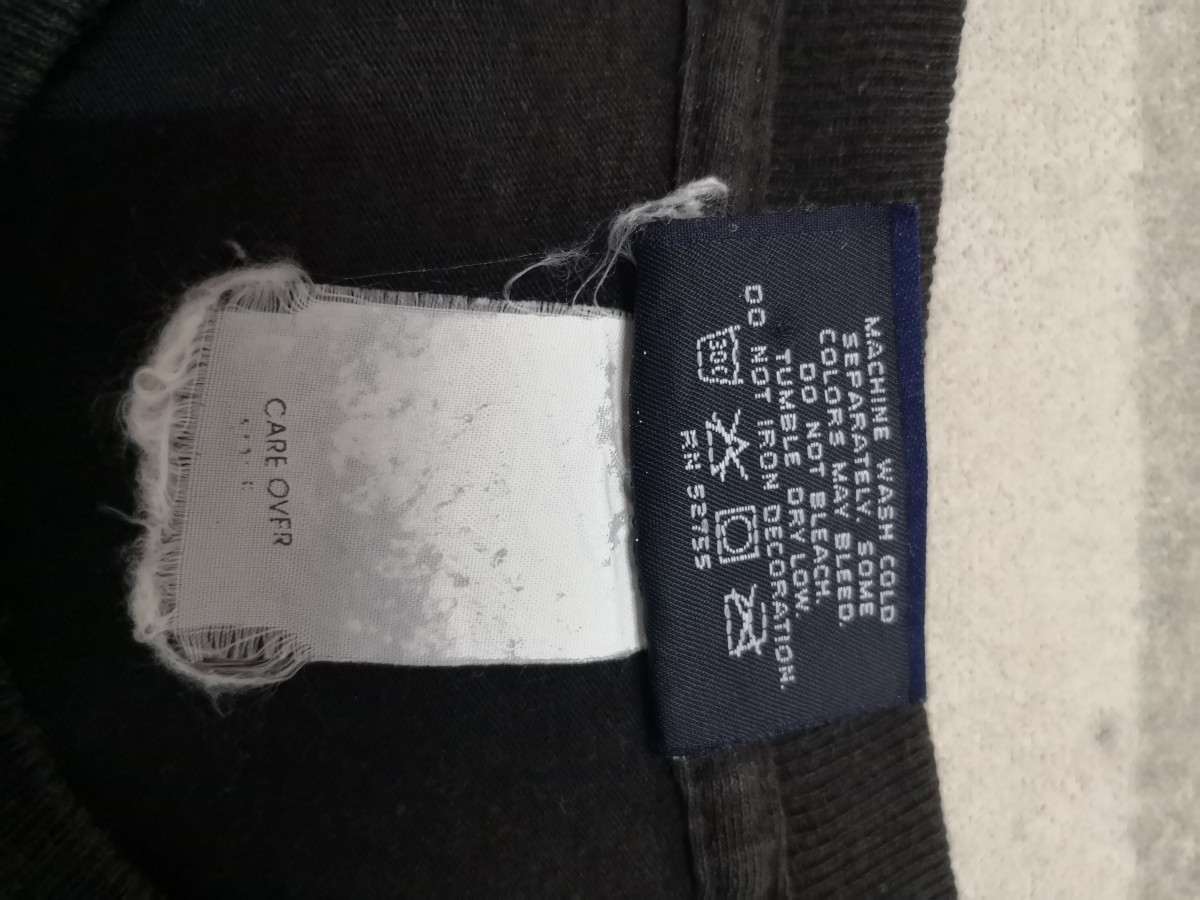 MACHINE WASH COLD
SEPARATELY. SOME
COLORS MAY BLEED.
DO NOT BLEACH.
TUMBLE DRY LOW.
DO NOT IRON DECORATION.
30C
RN 52755
CARE OVER